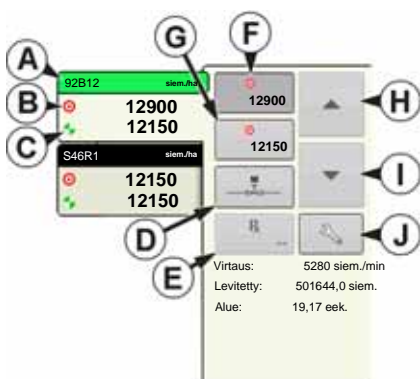 A
92B12 siem./ha
B
12900
C
12150
S46R1 siem./ha
12150
12150
D
E
F
12900
G
12150
H
I
J
Virtaus: 5280 siem./min
Levitetty: 501644,0 siem.
Alue: 19,17 eek.